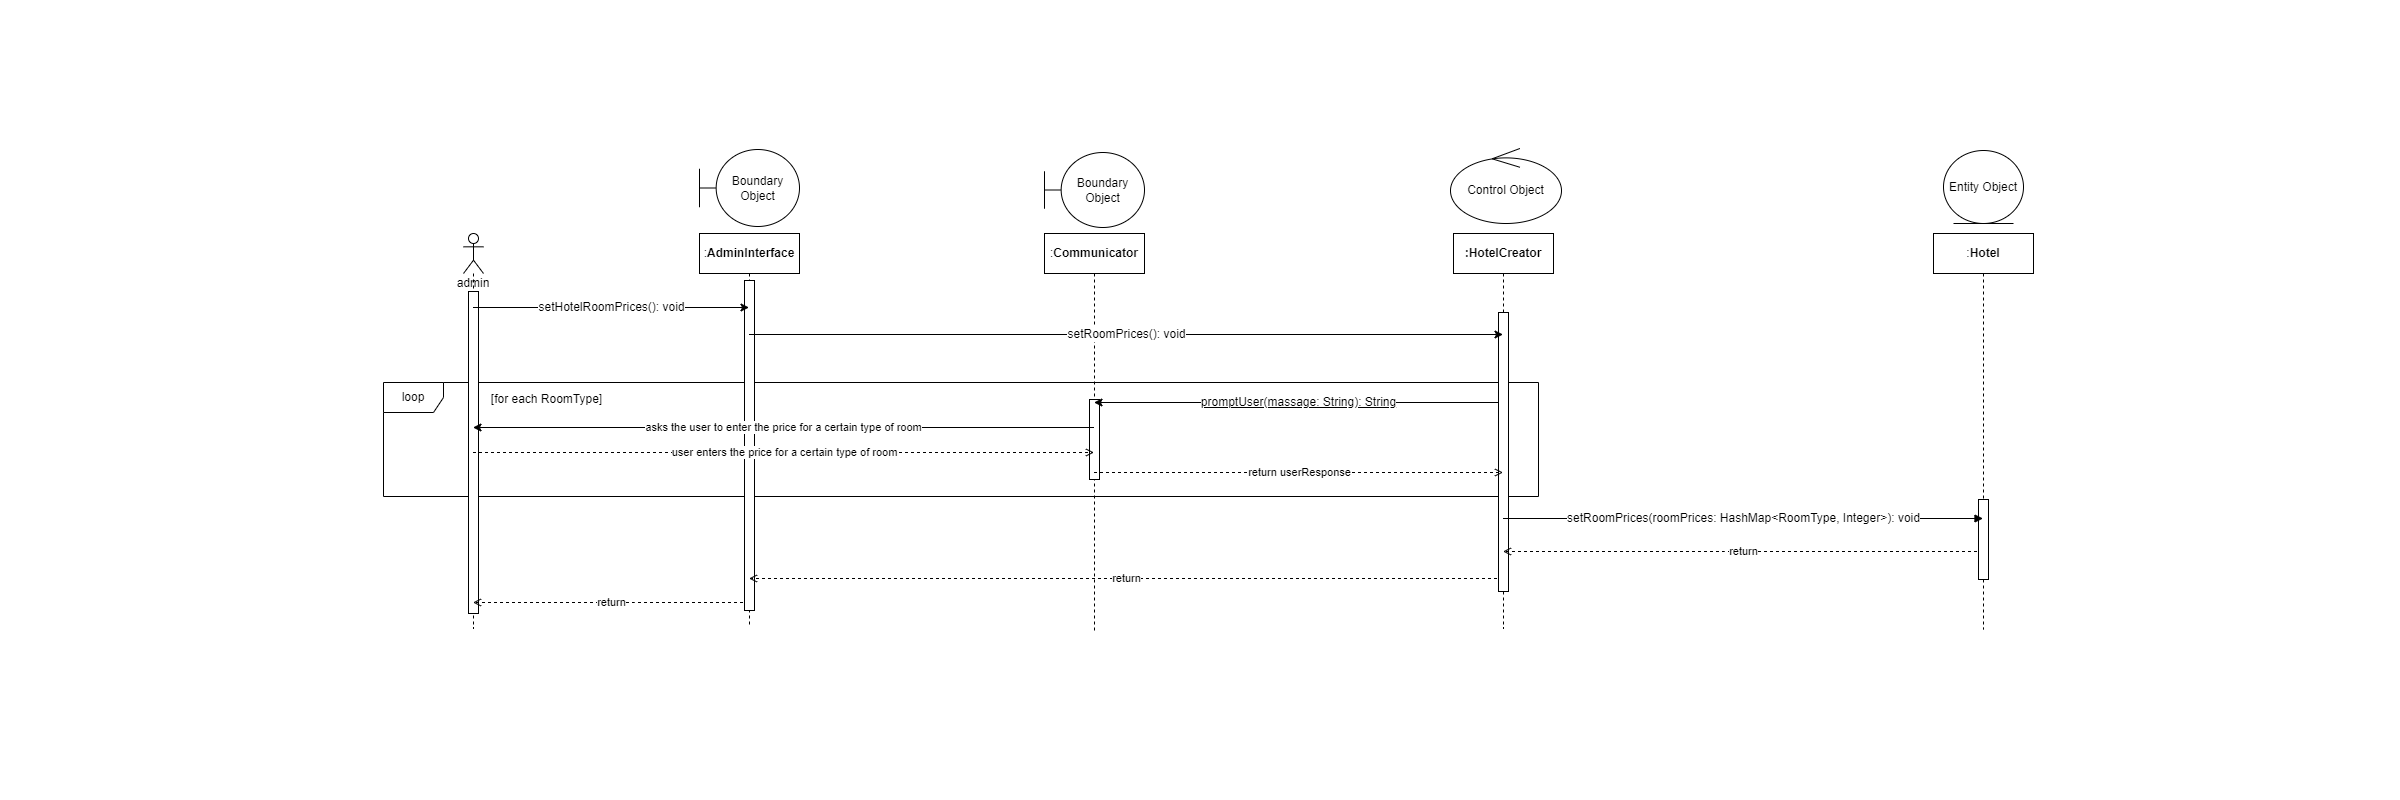 Boundary
Object
Boundary
Object
Control Object
Entity Object
:AdminInterface
:Communicator
:HotelCreator
:Hotel
admin
setHotelRoomPrices(): void
setRoomPrices(): void
loop
[for each RoomType]
promptUser(massage: String): String
asks the user to enter the price for a certain type of room
user enters the price for a certain type of room
return userResponse
setRoomPrices(roomPrices: HashMap<RoomType, Integer>): void
return
return
return